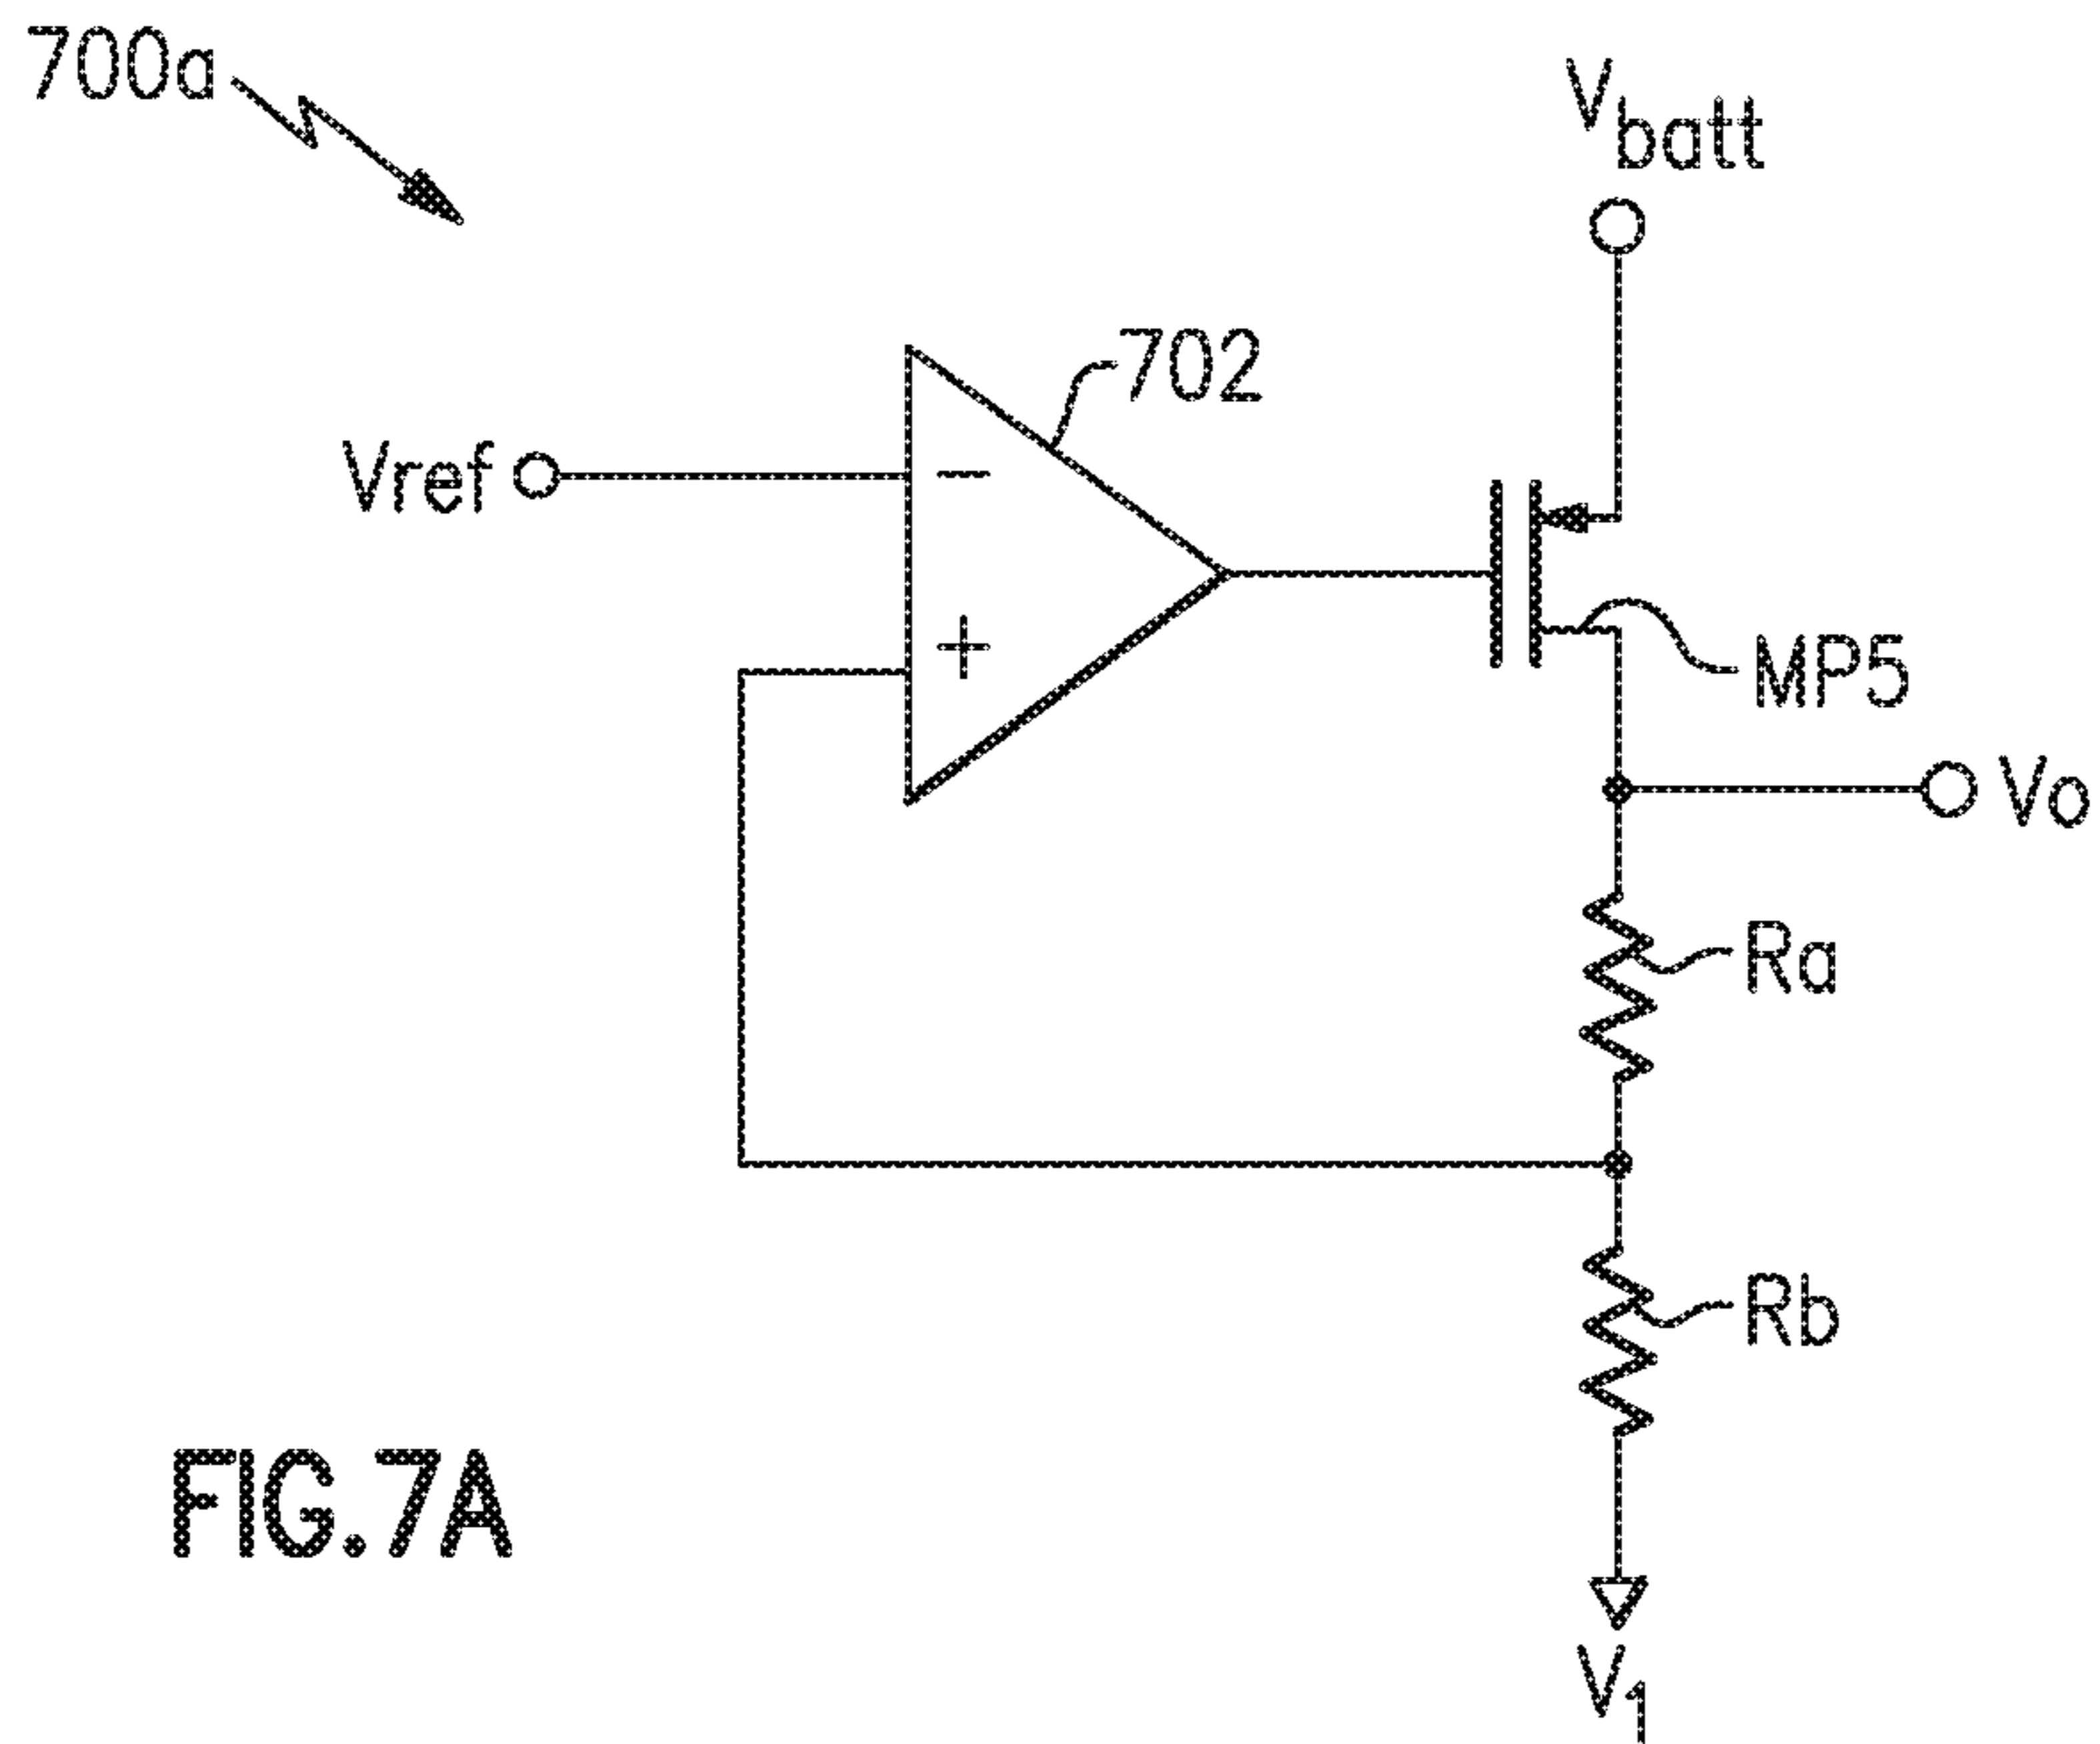 700a
Vbatt
702
Vref
−
+
MP5
Vo
Ra
Rb
FIG.7A
V1